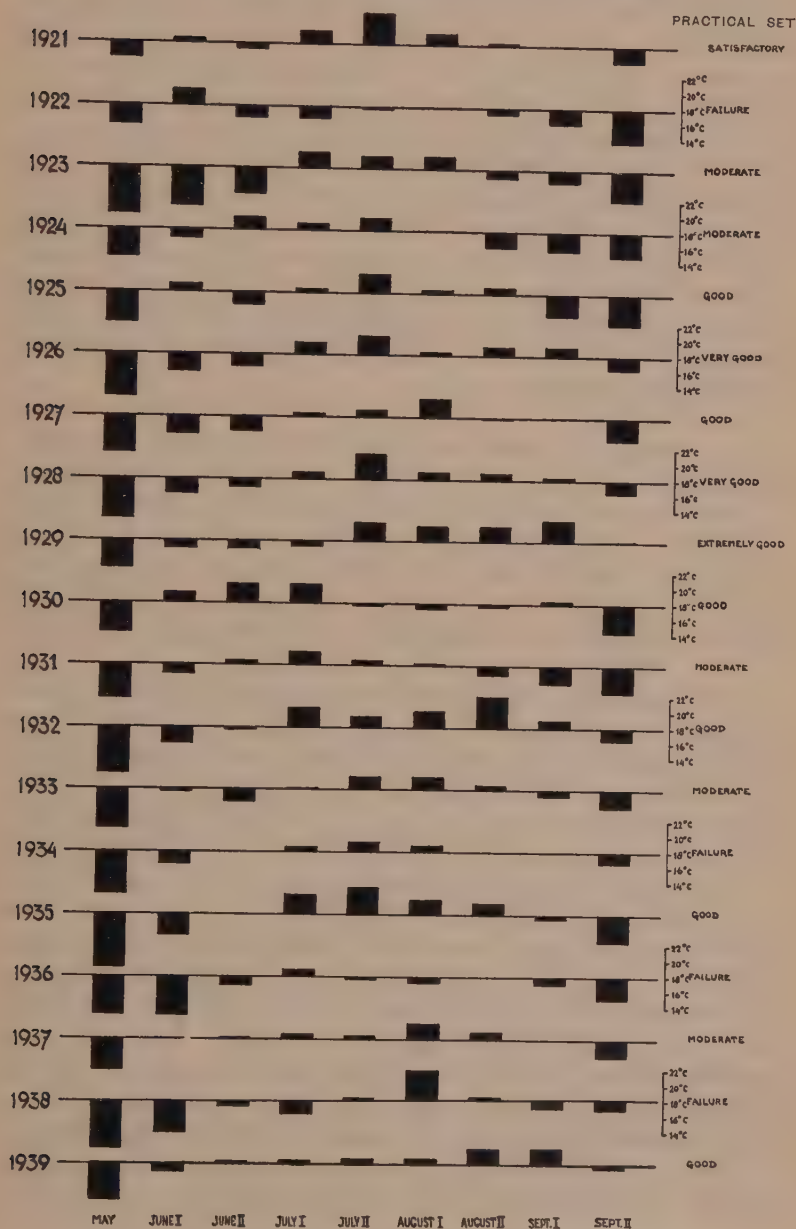 PRACTICAL SET
1921 SATISFACTORY
22°C
20°C
1922 18°C FAILURE
16°C
14°C
1923 MODERATE
22°C
20°C
1924 18°C MODERATE
16°C
14°C
1925 GOOD
22°C
20°C
1926 18°C VERY GOOD
16°C
14°C
1927 GOOD
22°C
20°C
1928 18°C VERY GOOD
16°C
14°C
1929 EXTREMELY GOOD
22°C
20°C
1930 18°C GOOD
16°C
14°C
1931 MODERATE
22°C
20°C
1932 18°C GOOD
16°C
14°C
1933 MODERATE
22°C
20°C
1934 18°C FAILURE
16°C
14°C
1935 GOOD
22°C
20°C
1936 18°C FAILURE
16°C
14°C
1937 MODERATE
22°C
20°C
1938 18°C FAILURE
16°C
14°C
1939 GOOD
MAY JUNE I JUNE II JULY I JULY II AUGUST I AUGUST II SEPT. I SEPT. II